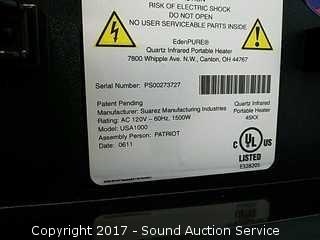 RISK OF ELECTRIC SHOCK
DO NOT OPEN
NO USER SERVICEABLE PARTS INSIDE
EdenPURE®
Quartz Infrared Portable Heater
7800 Whipple Ave. N.W., Canton, OH 44767
Serial Number: PS00273727
Patent Pending
Manufacturer: Suarez Manufacturing Industries
Rating: AC 120V – 60Hz, 1500W
Model: USA1000
Assembly Person: PATRIOT
Date: 0611
Quartz Infrared
Portable Heater
45KX
C UL US
®
LISTED
E328205
Copyright 2017 - Sound Auction Service